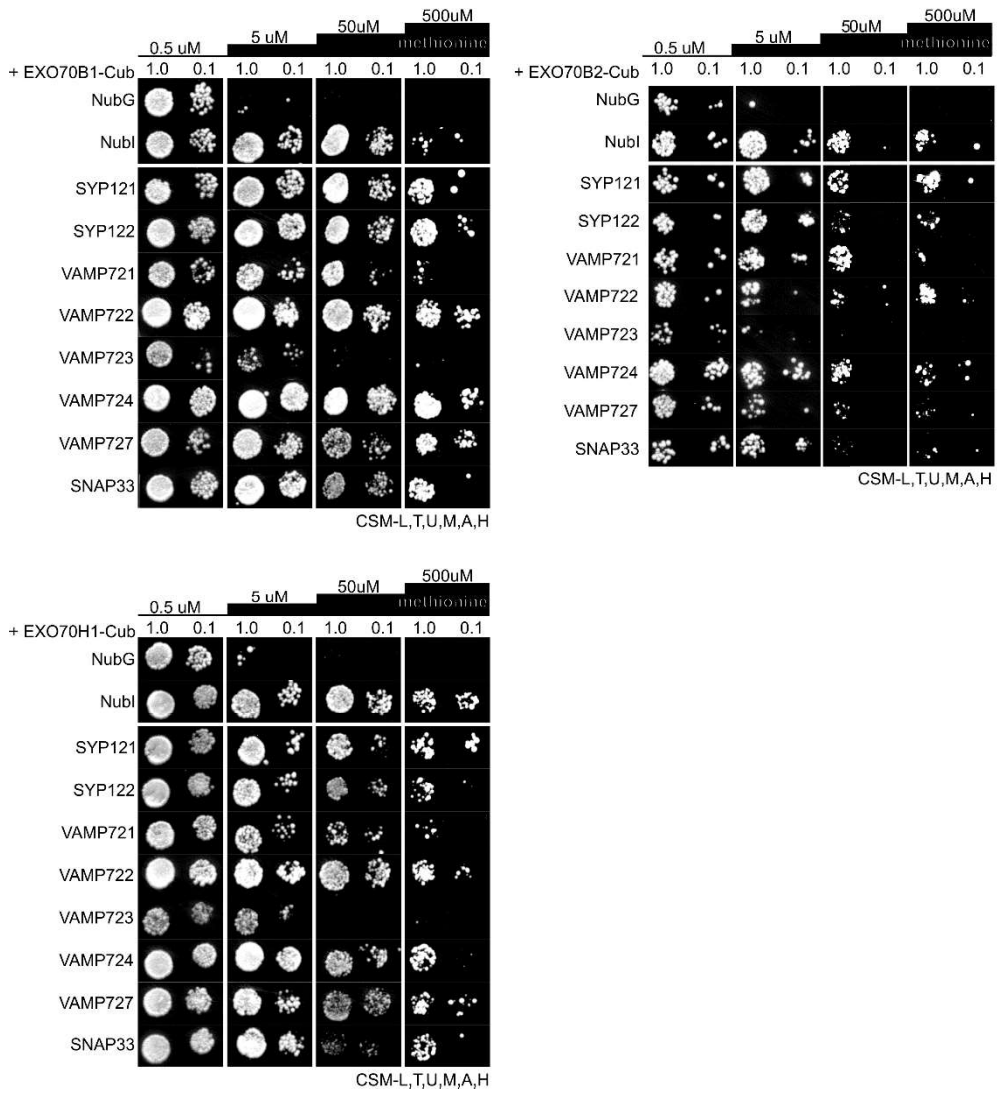 500uM
50uM
5 uM
0.5 uM
methionine
+ EXO70B1-Cub 1.0 0.1 1.0 0.1 1.0 0.1 1.0 0.1
NubG
NubI
SYP121
SYP122
VAMP721
VAMP722
VAMP723
VAMP724
VAMP727
SNAP33
CSM-L,T,U,M,A,H
500uM
50uM
5 uM
0.5 uM
methionine
+ EXO70B2-Cub 1.0 0.1 1.0 0.1 1.0 0.1 1.0 0.1
NubG
NubI
SYP121
SYP122
VAMP721
VAMP722
VAMP723
VAMP724
VAMP727
SNAP33
CSM-L,T,U,M,A,H
500uM
50uM
5 uM
0.5 uM
methionine
+ EXO70H1-Cub 1.0 0.1 1.0 0.1 1.0 0.1 1.0 0.1
NubG
NubI
SYP121
SYP122
VAMP721
VAMP722
VAMP723
VAMP724
VAMP727
SNAP33
CSM-L,T,U,M,A,H